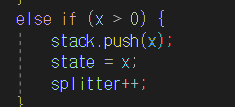 }
else if (x > 0) {
stack.push(x);
state = x;
splitter++;
}